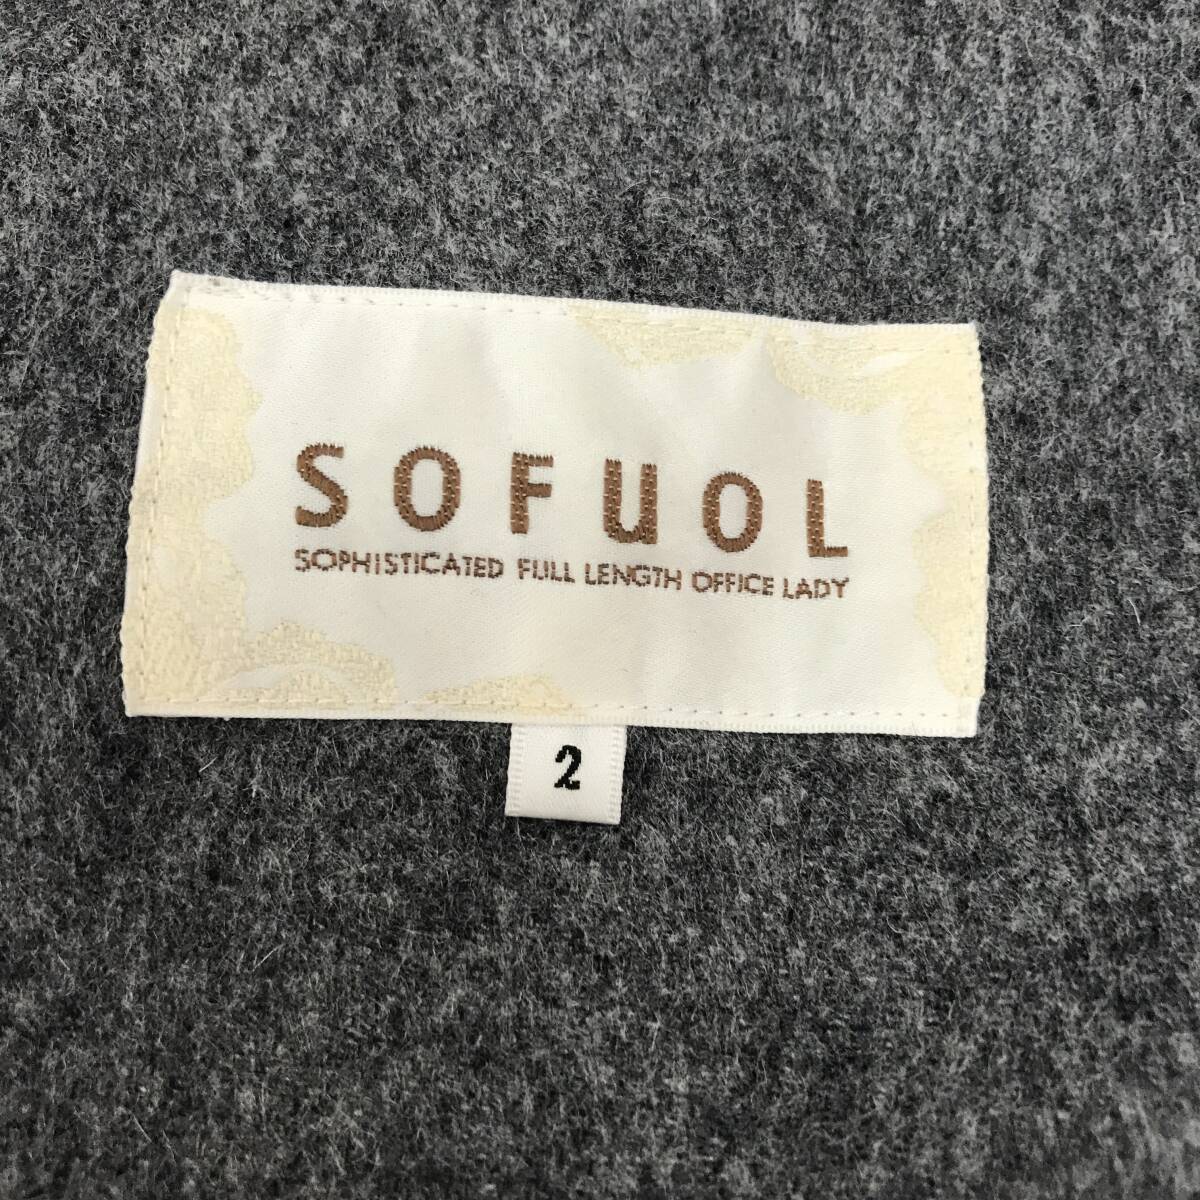 SOFUOL
SOPHISTICATED FULL LENGTH OFFICE LADY
2